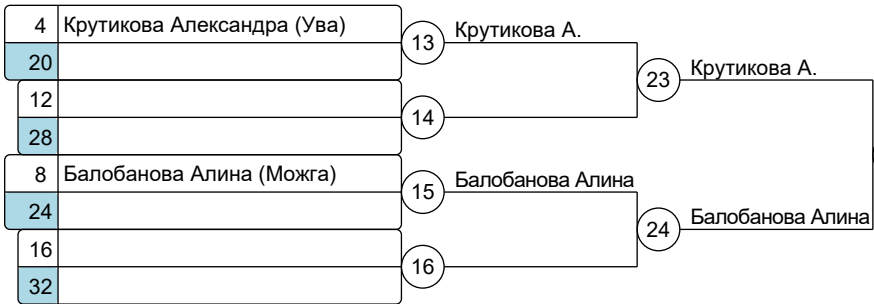 4 Крутикова Александра (Ува)
13 Крутикова А.
20
23 Крутикова А.
12
14
28
8 Балобанова Алина (Можга)
15 Балобанова Алина
24
24 Балобанова Алина
16
16
32